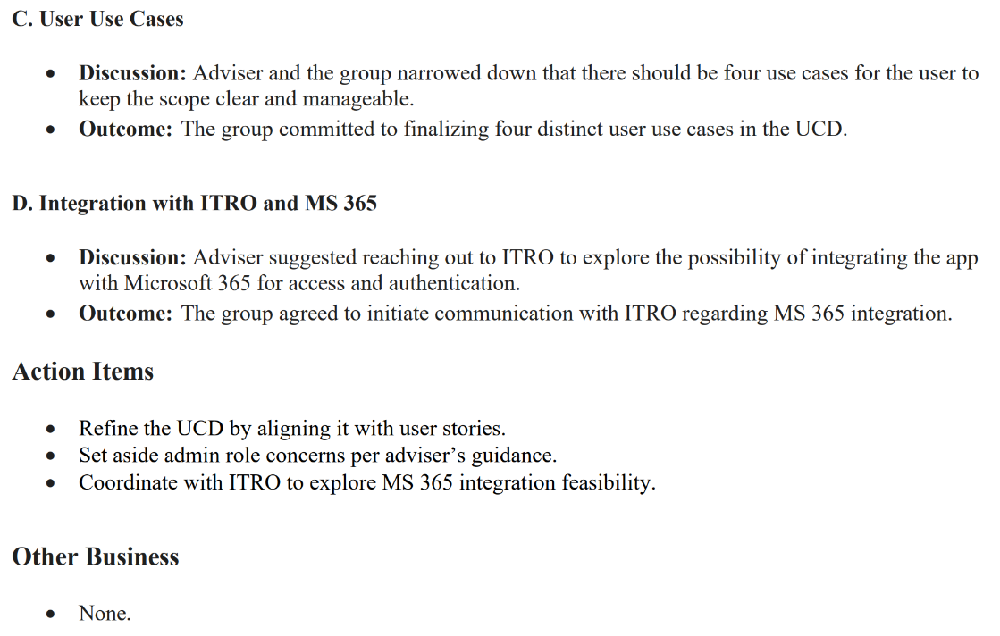 C. User Use Cases
• Discussion: Adviser and the group narrowed down that there should be four use cases for the user to
keep the scope clear and manageable.
• Outcome: The group committed to finalizing four distinct user use cases in the UCD.
D. Integration with ITRO and MS 365
• Discussion: Adviser suggested reaching out to ITRO to explore the possibility of integrating the app
with Microsoft 365 for access and authentication.
• Outcome: The group agreed to initiate communication with ITRO regarding MS 365 integration.
Action Items
• Refine the UCD by aligning it with user stories.
• Set aside admin role concerns per adviser’s guidance.
• Coordinate with ITRO to explore MS 365 integration feasibility.
Other Business
• None.